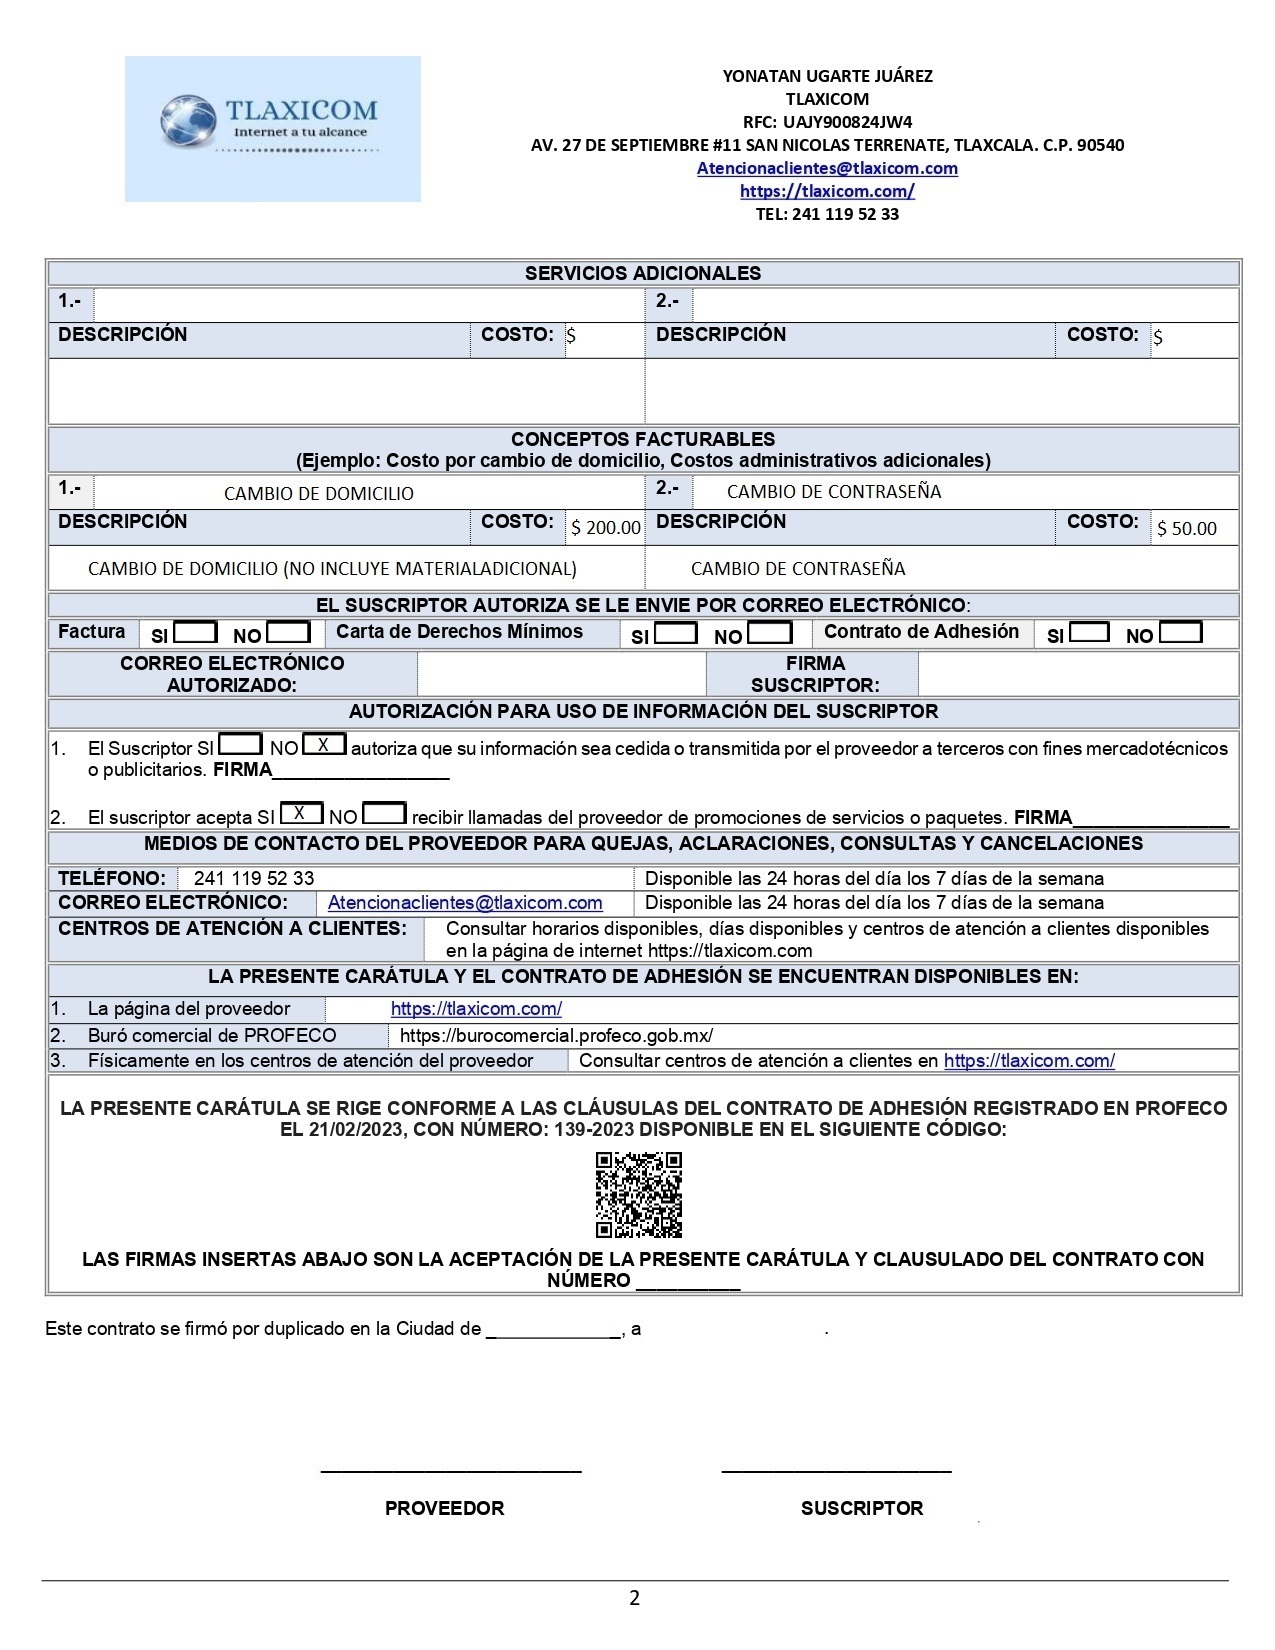 TLAXICOM
Internet a tu alcance
YONATAN UGARTE JUÁREZ
TLAXICOM
RFC: UAJY900824JW4
AV. 27 DE SEPTIEMBRE #11 SAN NICOLAS TERRENATE, TLAXCALA. C.P. 90540
Atencionaclientes@tlaxicom.com
https://tlaxicom.com/
TEL: 241 119 52 33
SERVICIOS ADICIONALES
1.- 2.-
DESCRIPCIÓN COSTO: $ DESCRIPCIÓN COSTO: $
CONCEPTOS FACTURABLES
(Ejemplo: Costo por cambio de domicilio, Costos administrativos adicionales)
1.- CAMBIO DE DOMICILIO 2.- CAMBIO DE CONTRASEÑA
DESCRIPCIÓN COSTO: $ 200.00 DESCRIPCIÓN COSTO: $ 50.00
CAMBIO DE DOMICILIO (NO INCLUYE MATERIALADICIONAL) CAMBIO DE CONTRASEÑA
EL SUSCRIPTOR AUTORIZA SE LE ENVIE POR CORREO ELECTRÓNICO:
Factura SI NO Carta de Derechos Mínimos SI NO Contrato de Adhesión SI NO
CORREO ELECTRÓNICO AUTORIZADO: FIRMA SUSCRIPTOR:
AUTORIZACIÓN PARA USO DE INFORMACIÓN DEL SUSCRIPTOR
1. El Suscriptor SI NO X autoriza que su información sea cedida o transmitida por el proveedor a terceros con fines mercadotécnicos
o publicitarios. FIRMA_________________
2. El suscriptor acepta SI X NO recibir llamadas del proveedor de promociones de servicios o paquetes. FIRMA_______________
MEDIOS DE CONTACTO DEL PROVEEDOR PARA QUEJAS, ACLARACIONES, CONSULTAS Y CANCELACIONES
TELÉFONO: 241 119 52 33 Disponible las 24 horas del día los 7 días de la semana
CORREO ELECTRÓNICO: Atencionaclientes@tlaxicom.com Disponible las 24 horas del día los 7 días de la semana
CENTROS DE ATENCIÓN A CLIENTES: Consultar horarios disponibles, días disponibles y centros de atención a clientes disponibles
en la página de internet https://tlaxicom.com
LA PRESENTE CARÁTULA Y EL CONTRATO DE ADHESIÓN SE ENCUENTRAN DISPONIBLES EN:
1. La página del proveedor https://tlaxicom.com/
2. Buró comercial de PROFECO https://burocomercial.profeco.gob.mx/
3. Físicamente en los centros de atención del proveedor Consultar centros de atención a clientes en https://tlaxicom.com/
LA PRESENTE CARÁTULA SE RIGE CONFORME A LAS CLÁUSULAS DEL CONTRATO DE ADHESIÓN REGISTRADO EN PROFECO
EL 21/02/2023, CON NÚMERO: 139-2023 DISPONIBLE EN EL SIGUIENTE CÓDIGO:
LAS FIRMAS INSERTAS ABAJO SON LA ACEPTACIÓN DE LA PRESENTE CARÁTULA Y CLAUSULADO DEL CONTRATO CON
NÚMERO __________
Este contrato se firmó por duplicado en la Ciudad de _____________, a .
PROVEEDOR SUSCRIPTOR
2